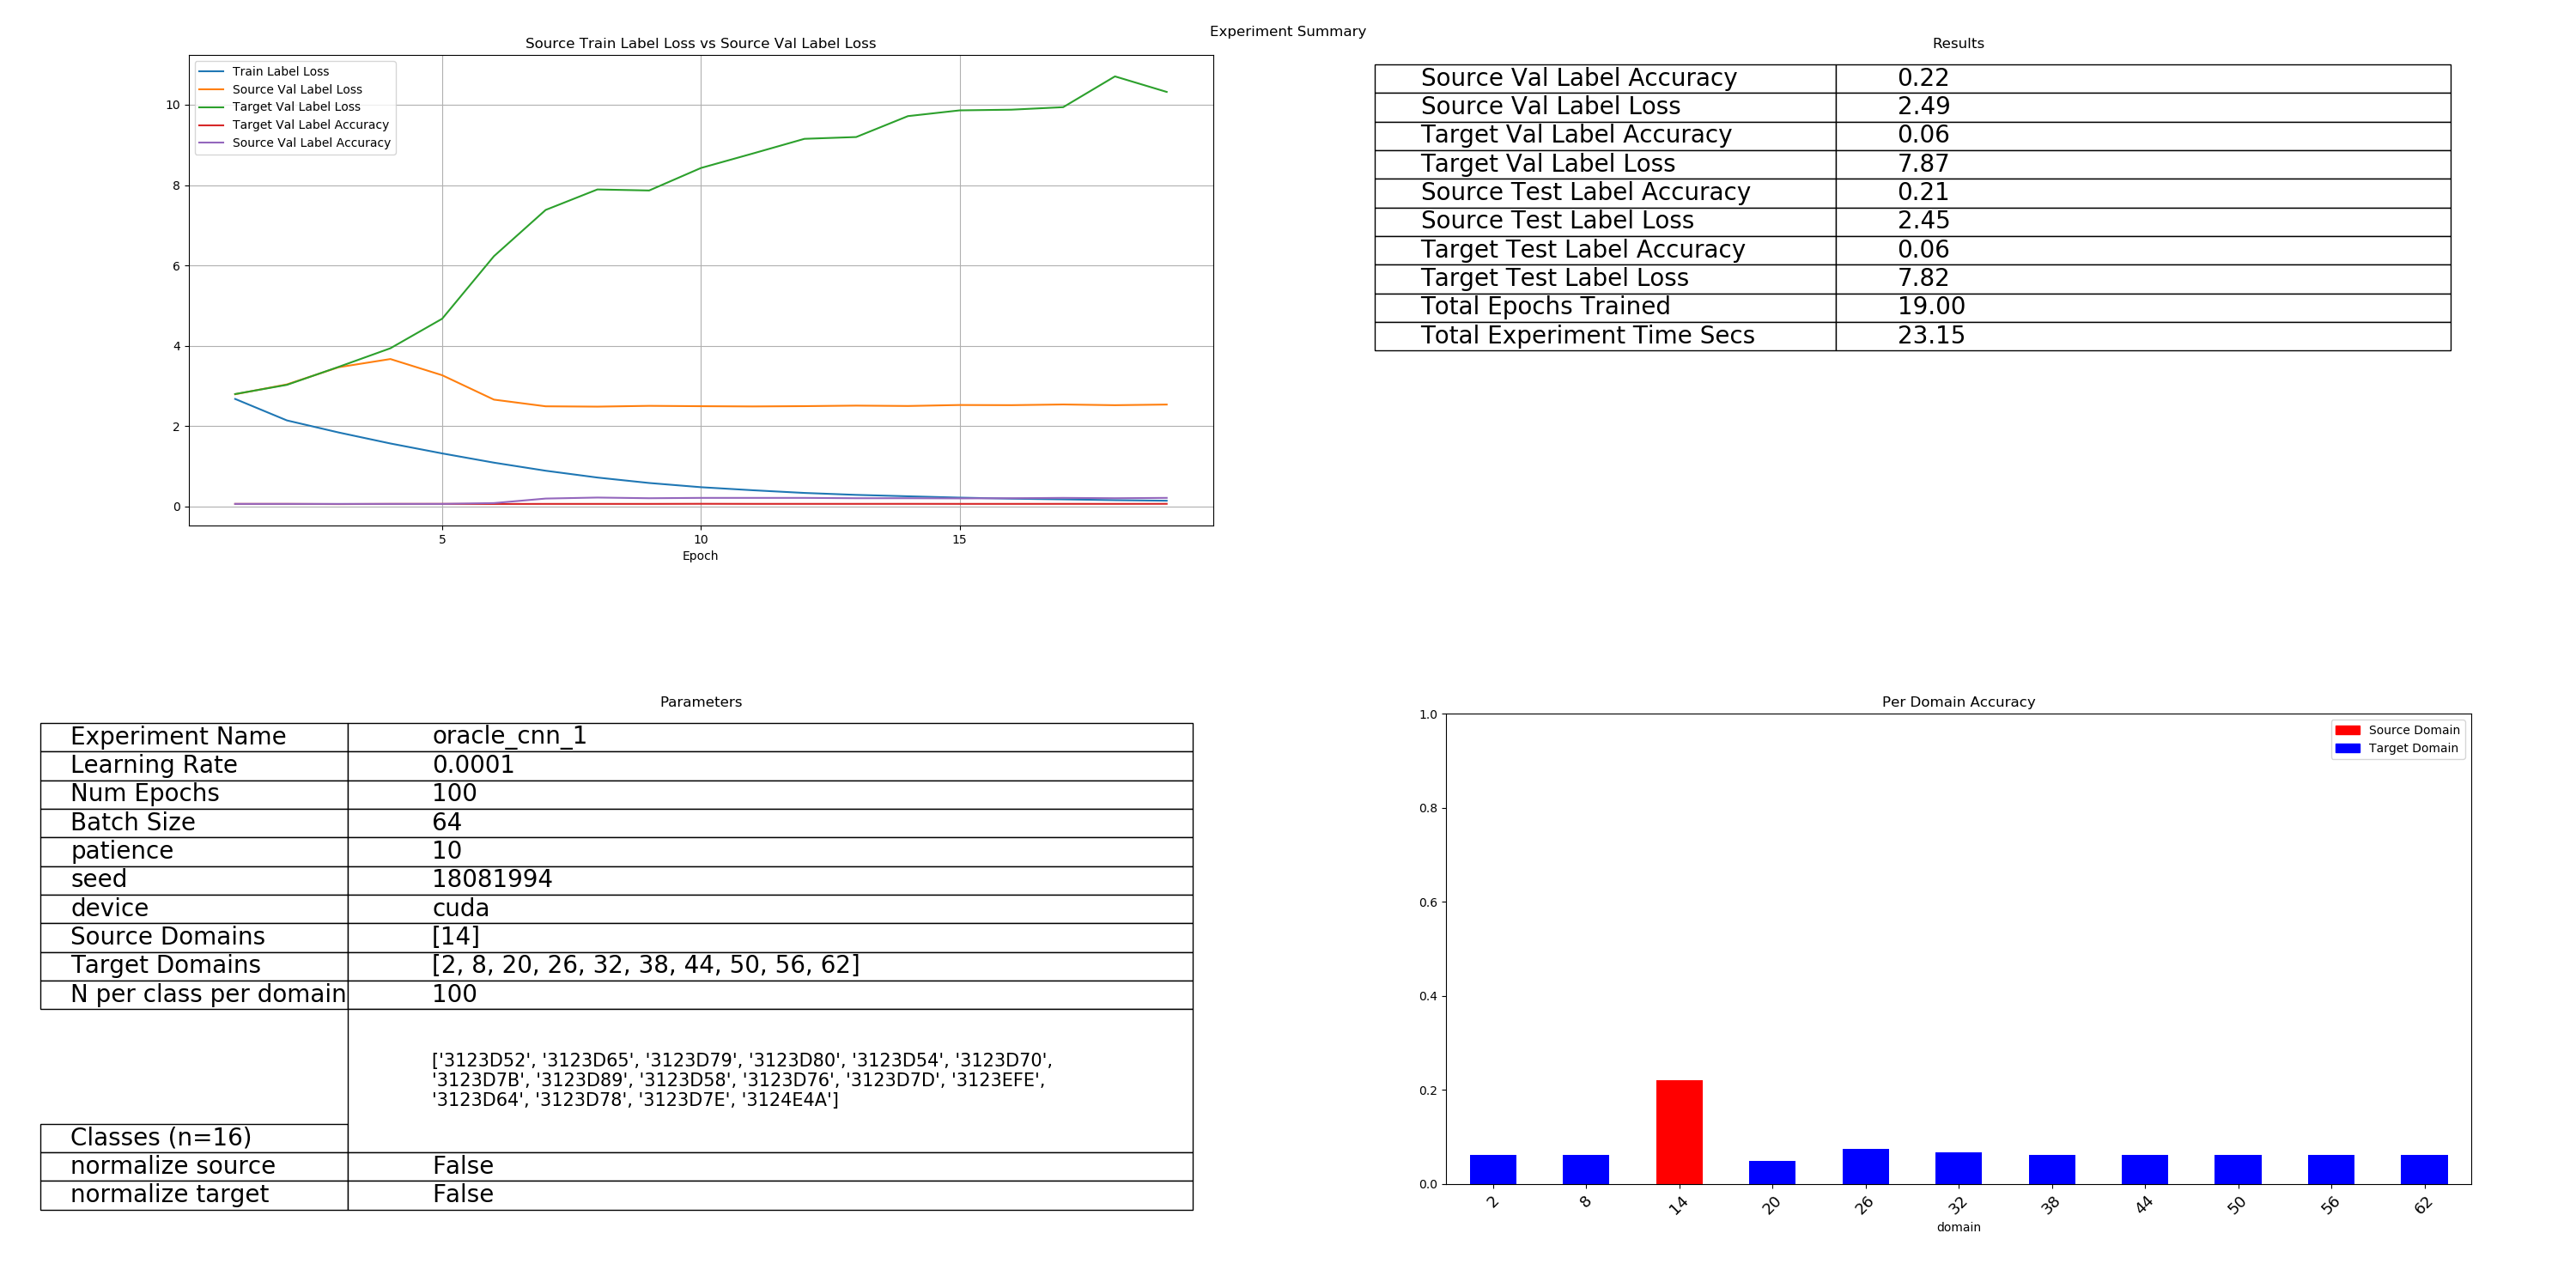 Experiment Summary
Source Train Label Loss vs Source Val Label Loss
Train Label Loss
Source Val Label Loss
Target Val Label Loss
Target Val Label Accuracy
Source Val Label Accuracy
10
8
6
4
2
0
5 10 15
Epoch
Results
Source Val Label Accuracy 0.22
Source Val Label Loss 2.49
Target Val Label Accuracy 0.06
Target Val Label Loss 7.87
Source Test Label Accuracy 0.21
Source Test Label Loss 2.45
Target Test Label Accuracy 0.06
Target Test Label Loss 7.82
Total Epochs Trained 19.00
Total Experiment Time Secs 23.15
Parameters
Experiment Name oracle_cnn_1
Learning Rate 0.0001
Num Epochs 100
Batch Size 64
patience 10
seed 18081994
device cuda
Source Domains [14]
Target Domains [2, 8, 20, 26, 32, 38, 44, 50, 56, 62]
N per class per domain 100
['3123D52', '3123D65', '3123D79', '3123D80', '3123D54', '3123D70',
'3123D7B', '3123D89', '3123D58', '3123D76', '3123D7D', '3123EFE',
'3123D64', '3123D78', '3123D7E', '3124E4A']
Classes (n=16)
normalize source False
normalize target False
Per Domain Accuracy
Source Domain
Target Domain
1.0
0.8
0.6
0.4
0.2
0.0
2 8 14 20 26 32 38 44 50 56 62
domain